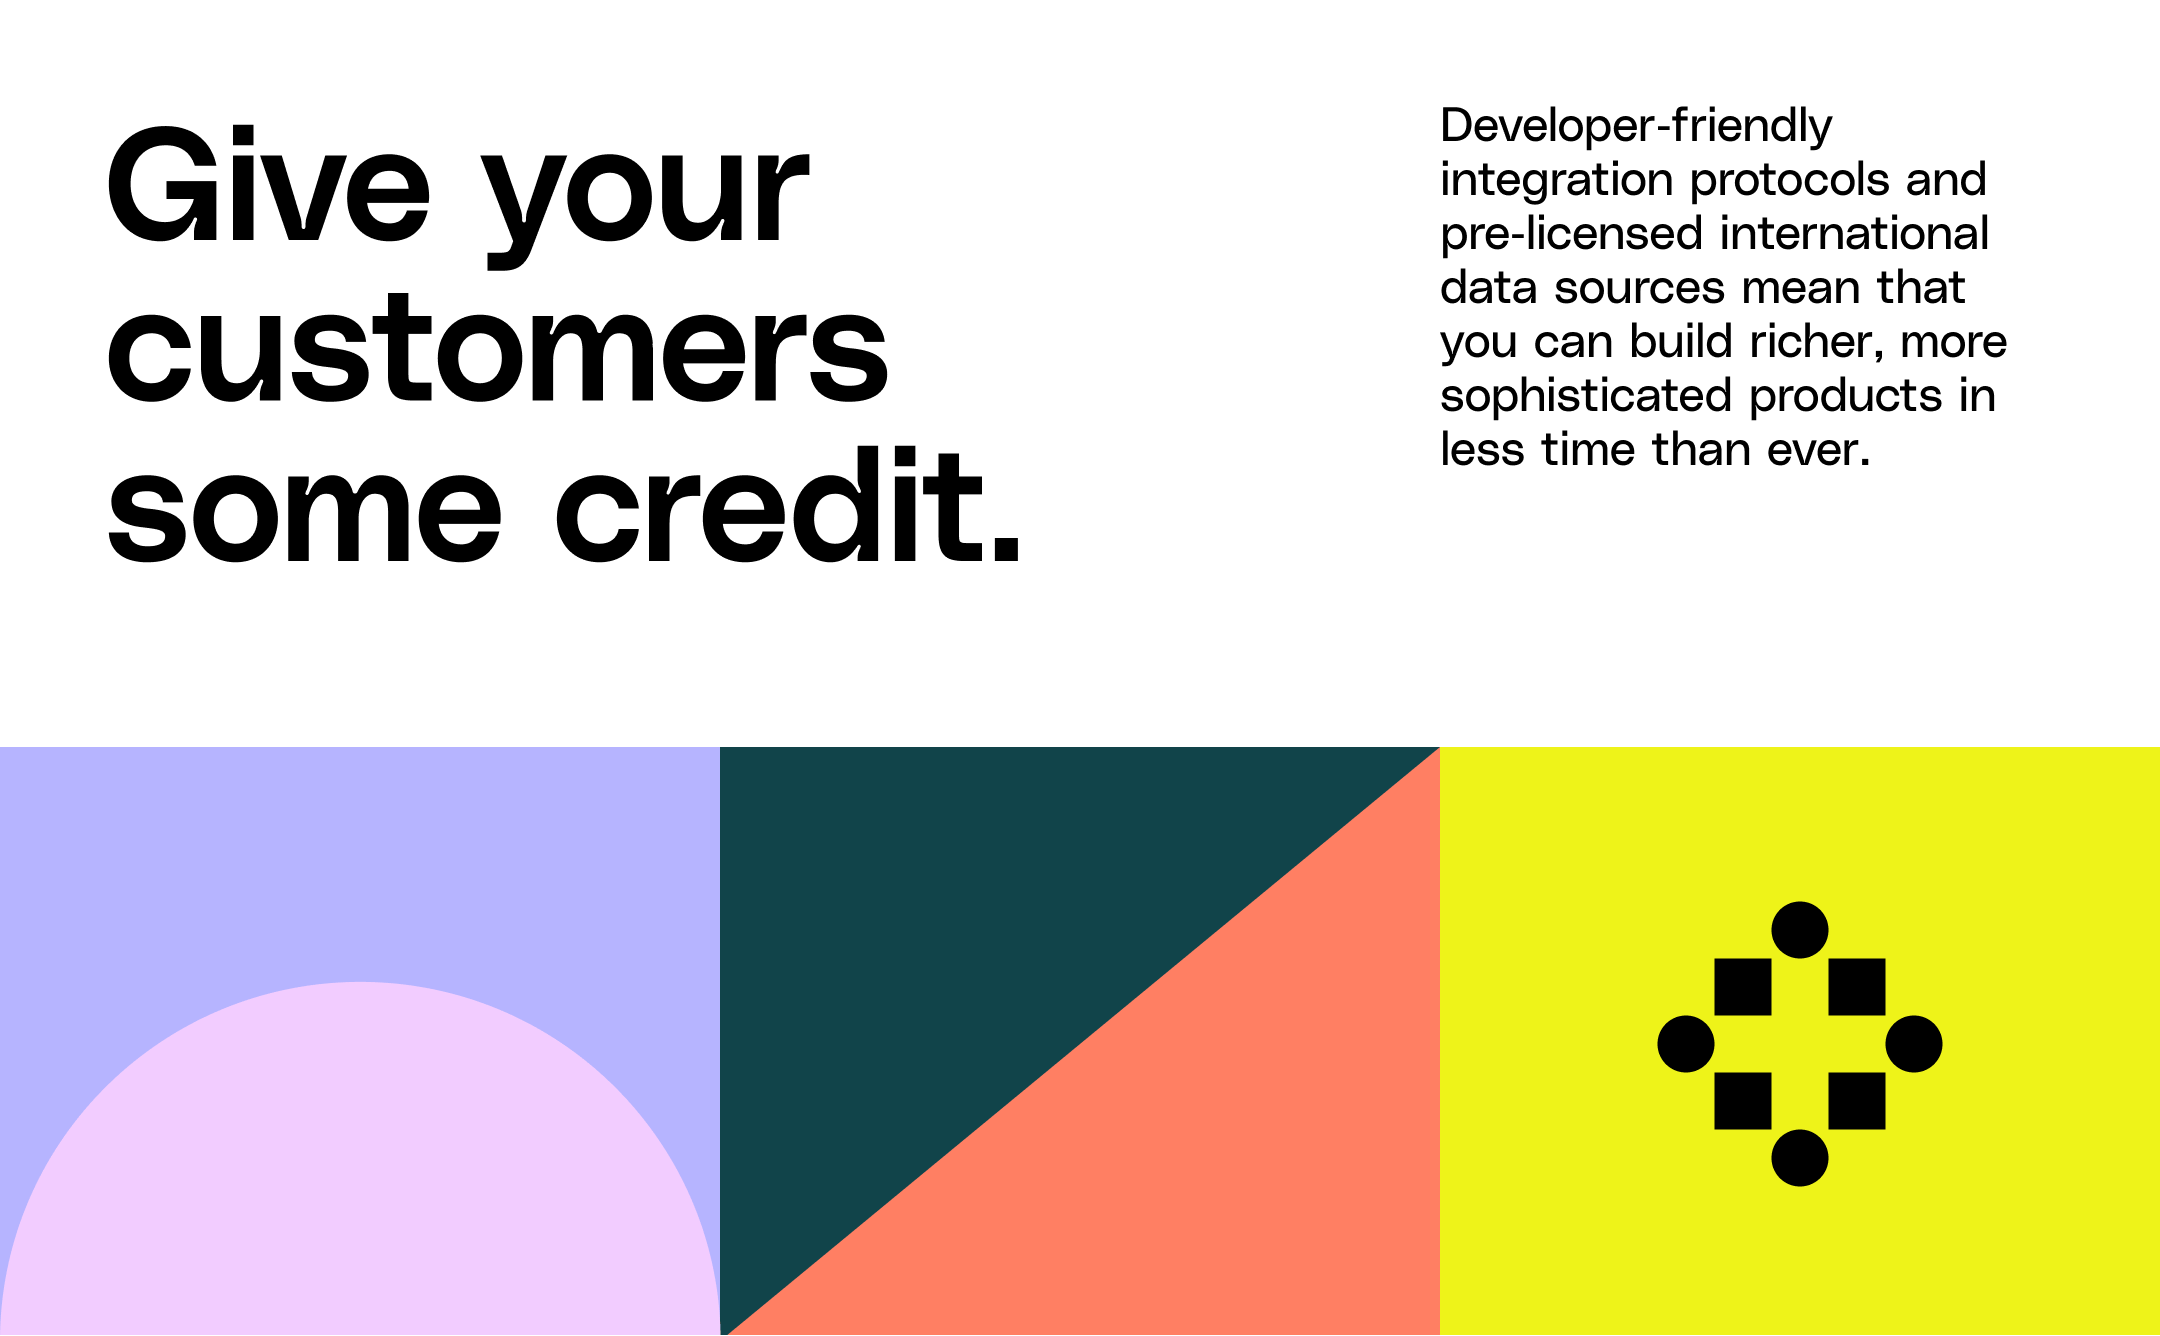 Give your
customers
some credit.
Developer-friendly
integration protocols and
pre-licensed international
data sources mean that
you can build richer, more
sophisticated products in
less time than ever.